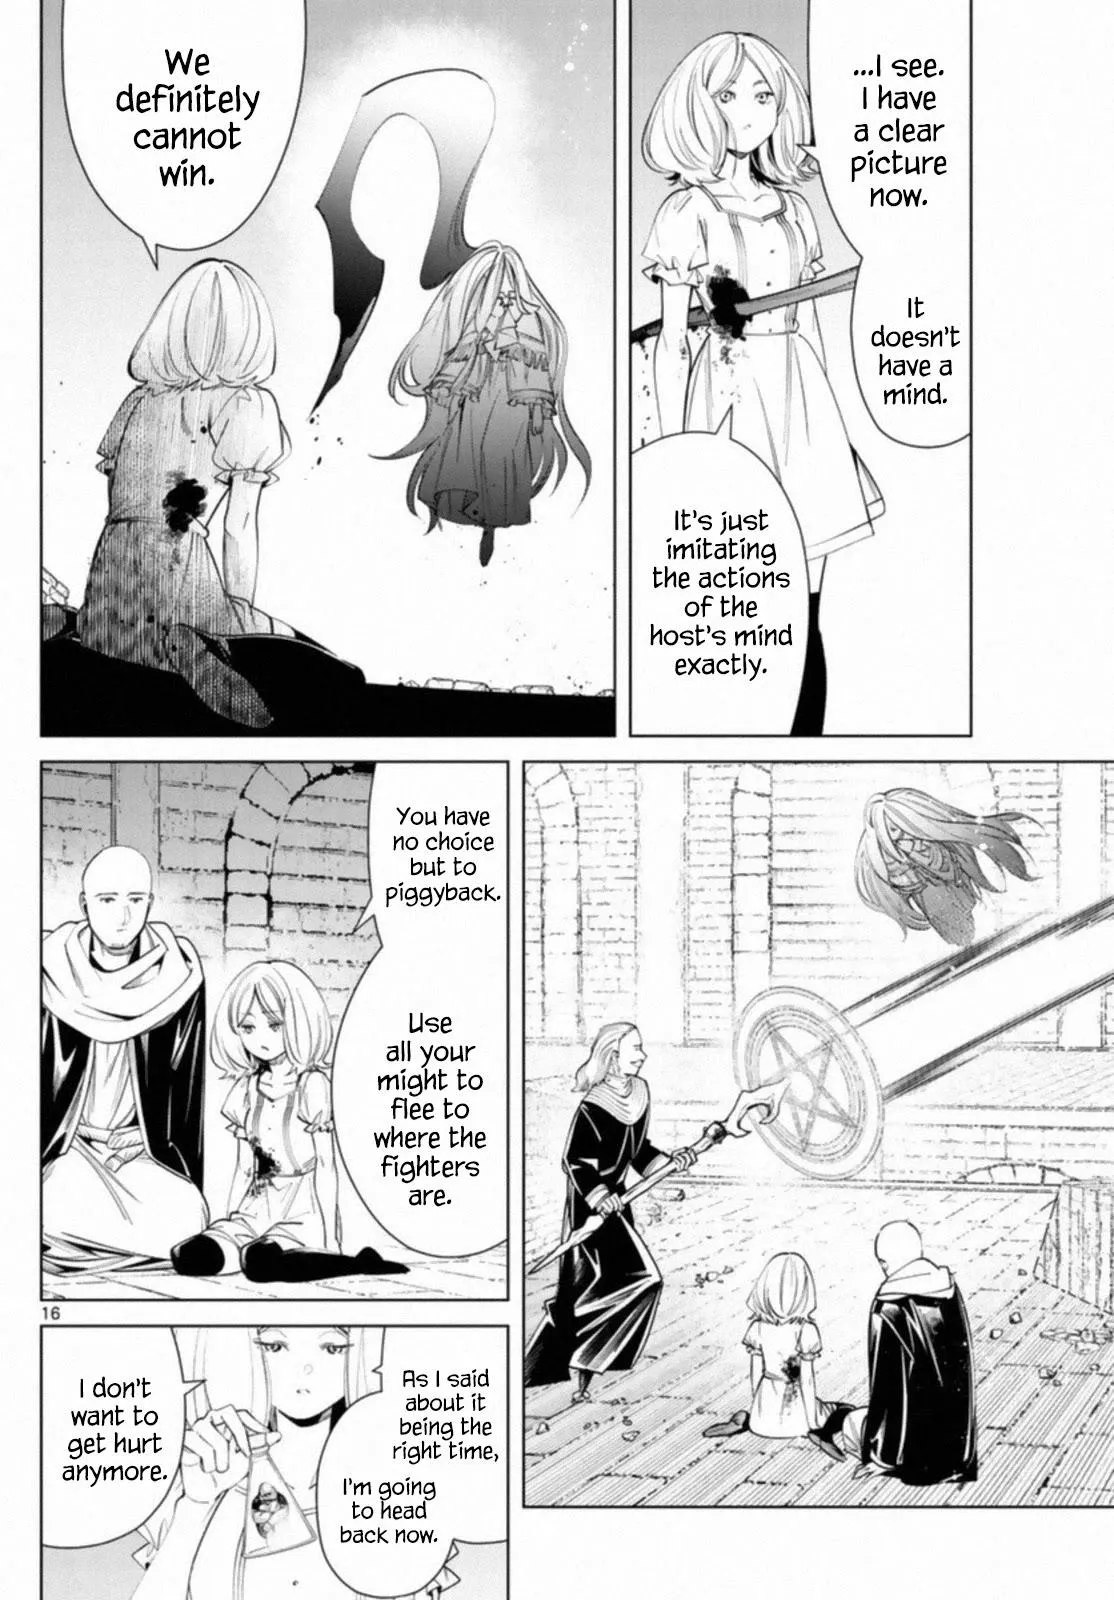 ...I see.
I have
a clear
picture
now.
It
doesn't
have a
mind.
It's just
imitating
the actions
of the
host's mind
exactly.
We
definitely
cannot
win.
You have
no choice
but to
piggyback.
Use
all your
might to
flee to
where the
fighters
are.
16
As I said
about it
being the
right time,
I'm going
to head
back now.
I don't
want to
get hurt
anymore.